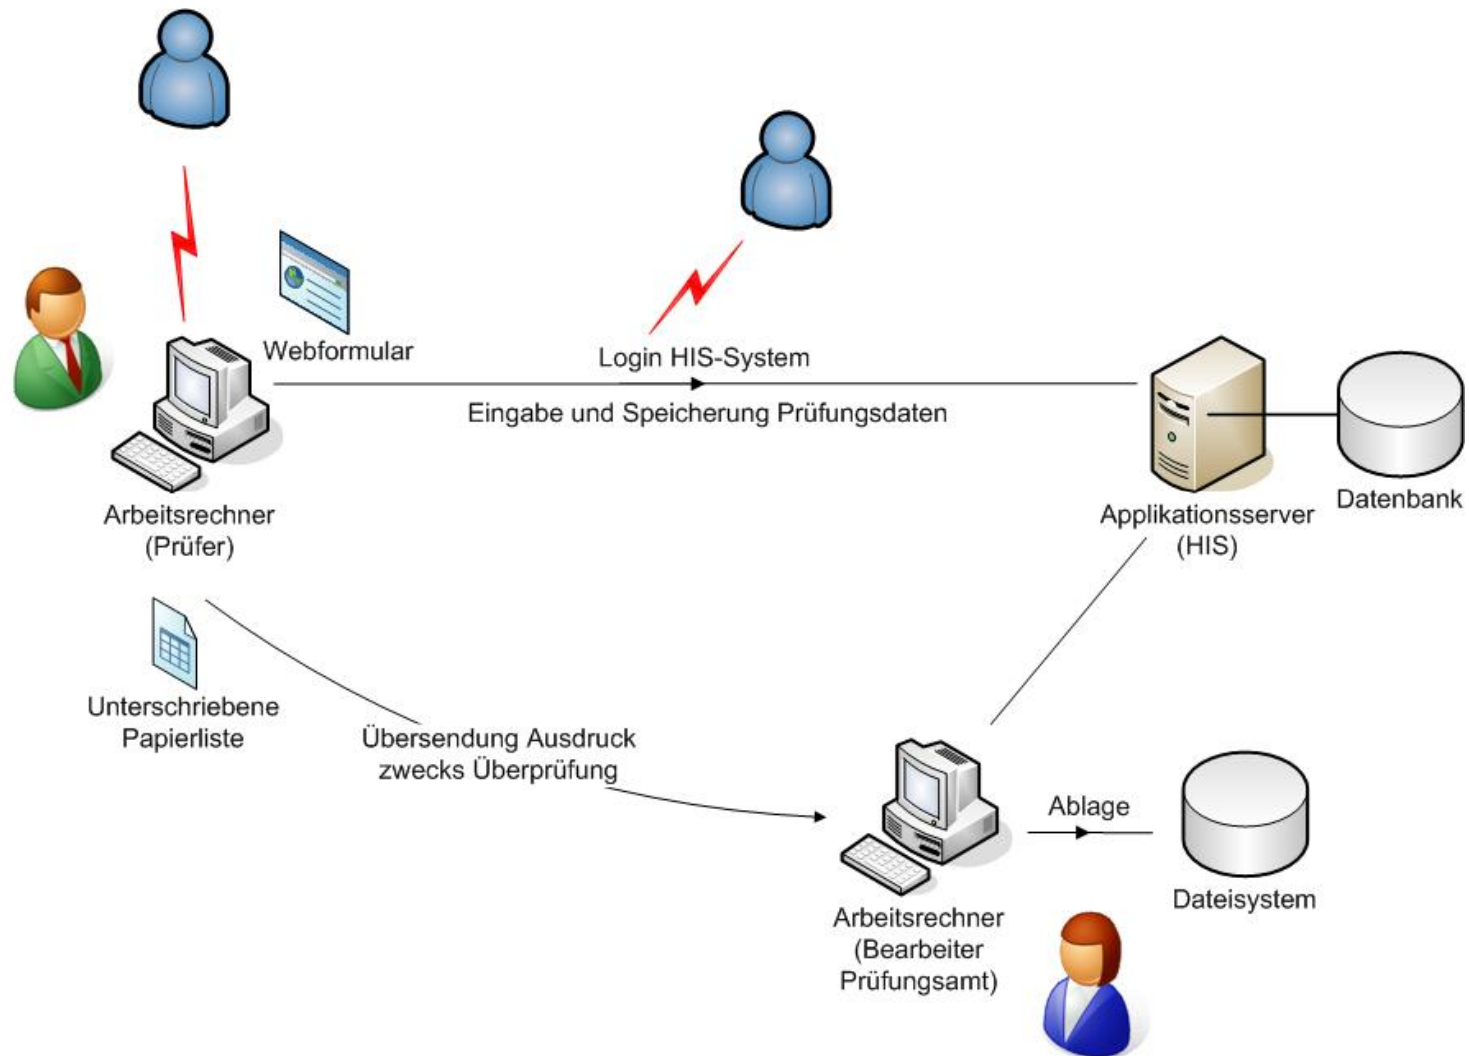 Webformular
Login HIS-System
Eingabe und Speicherung Prüfungsdaten
Arbeitsrechner
(Prüfer)
Applikationsserver
(HIS)
Datenbank
Unterschriebene
Papierliste
Übersendung Ausdruck
zwecks Überprüfung
Ablage
Dateisystem
Arbeitsrechner
(Bearbeiter
Prüfungsamt)